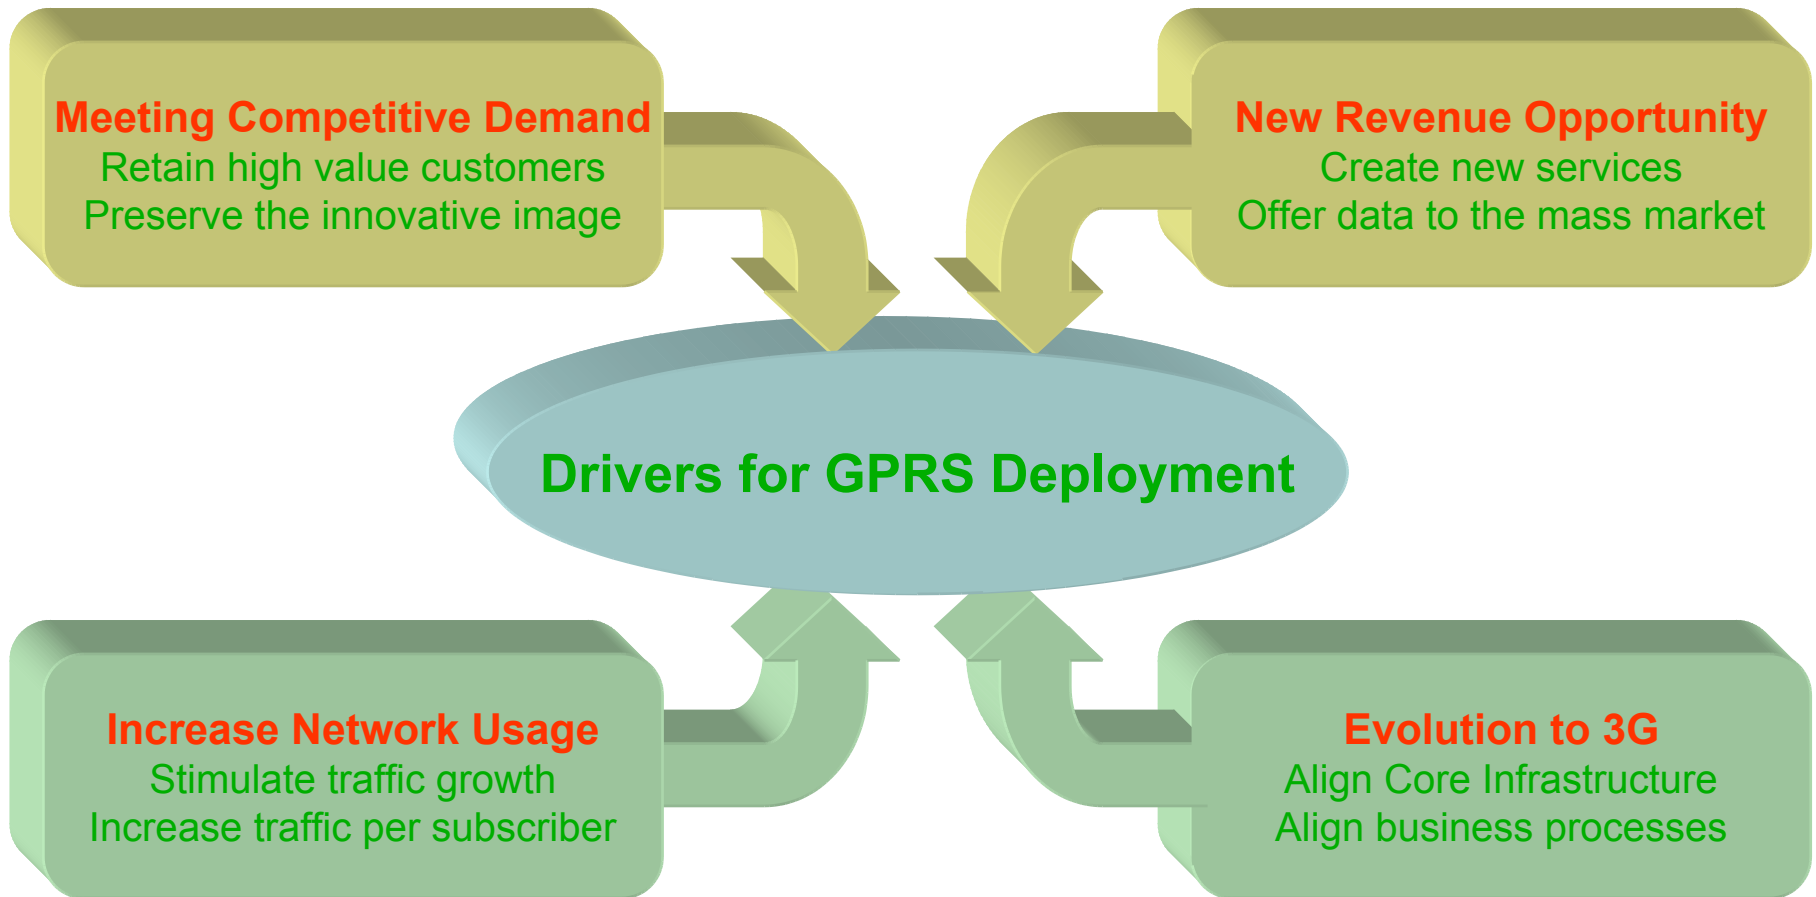 Meeting Competitive Demand
Retain high value customers
Preserve the innovative image
New Revenue Opportunity
Create new services
Offer data to the mass market
Drivers for GPRS Deployment
Increase Network Usage
Stimulate traffic growth
Increase traffic per subscriber
Evolution to 3G
Align Core Infrastructure
Align business processes